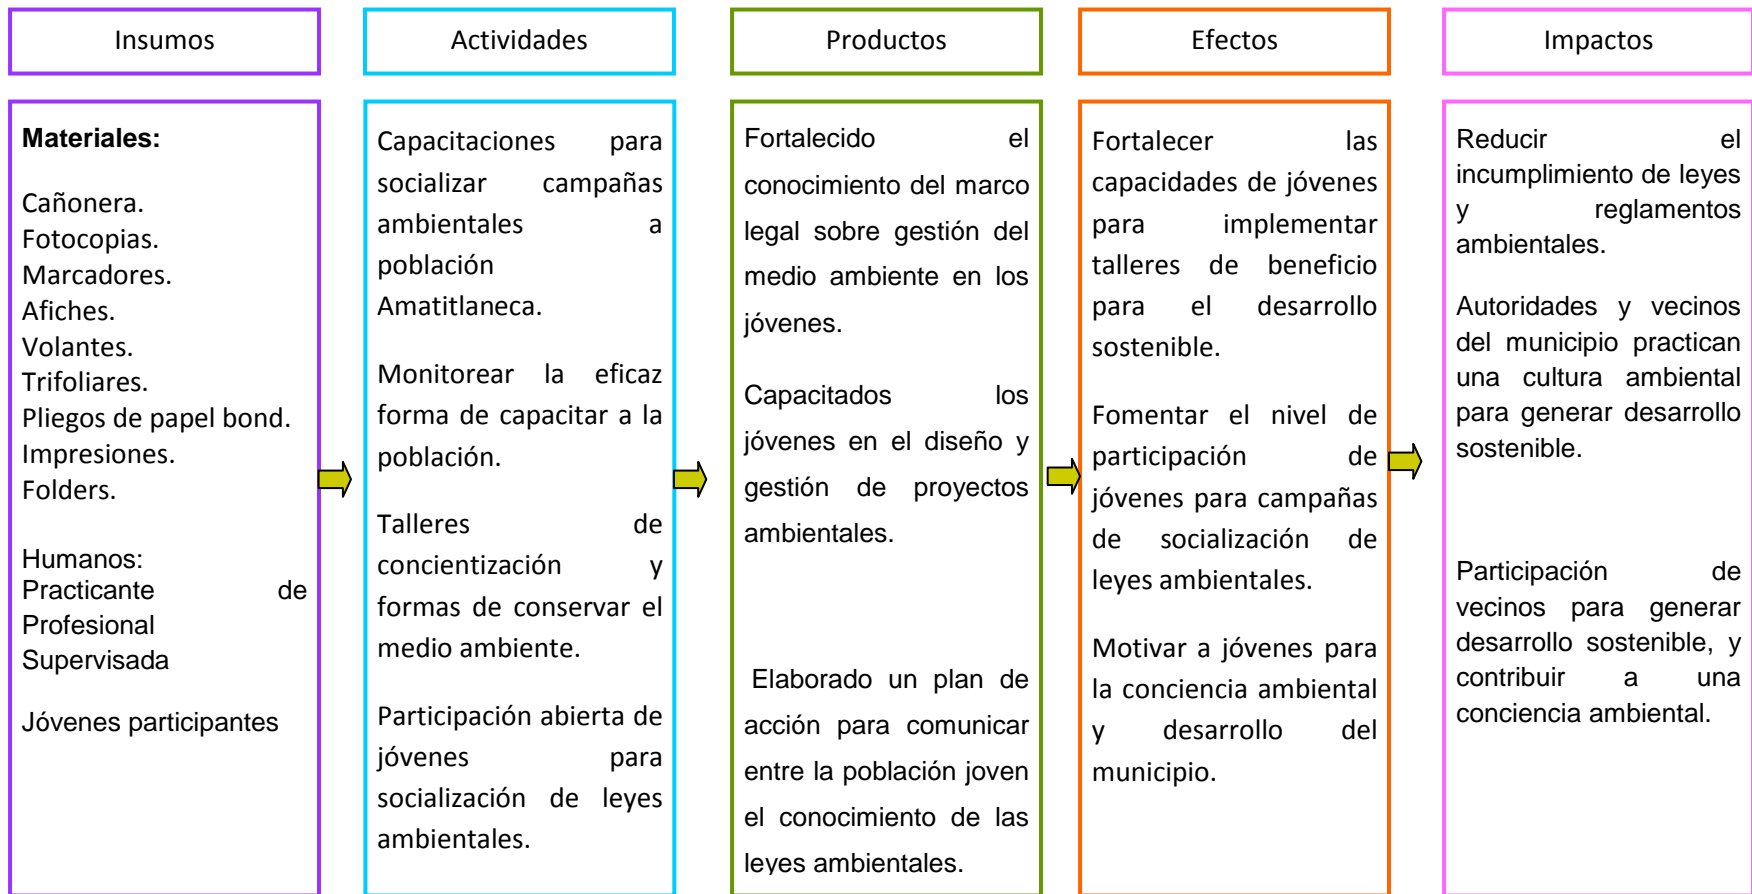 Insumos
Actividades
Productos
Efectos
Impactos
Materiales:
Cañonera.
Fotocopias.
Marcadores.
Afiches.
Volantes.
Trifoliares.
Pliegos de papel bond.
Impresiones.
Folders.
Humanos:
Practicante de
Profesional
Supervisada
Jóvenes participantes
Capacitaciones para
socializar campañas
ambientales a
población
Amatitlaneca.
Monitorear la eficaz
forma de capacitar a la
población.
Talleres de
concientización y
formas de conservar el
medio ambiente.
Participación abierta de
jóvenes para
socialización de leyes
ambientales.
Fortalecido el
conocimiento del marco
legal sobre gestión del
medio ambiente en los
jóvenes.
Capacitados los
jóvenes en el diseño y
gestión de proyectos
ambientales.
Elaborado un plan de
acción para comunicar
entre la población joven
el conocimiento de las
leyes ambientales.
Fortalecer las
capacidades de jóvenes
para implementar
talleres de beneficio
para el desarrollo
sostenible.
Fomentar el nivel de
participación de
jóvenes para campañas
de socialización de
leyes ambientales.
Motivar a jóvenes para
la conciencia ambiental
y desarrollo del
municipio.
Reducir el
incumplimiento de leyes
y reglamentos
ambientales.
Autoridades y vecinos
del municipio practican
una cultura ambiental
para generar desarrollo
sostenible.
Participación de
vecinos para generar
desarrollo sostenible, y
contribuir a una
conciencia ambiental.